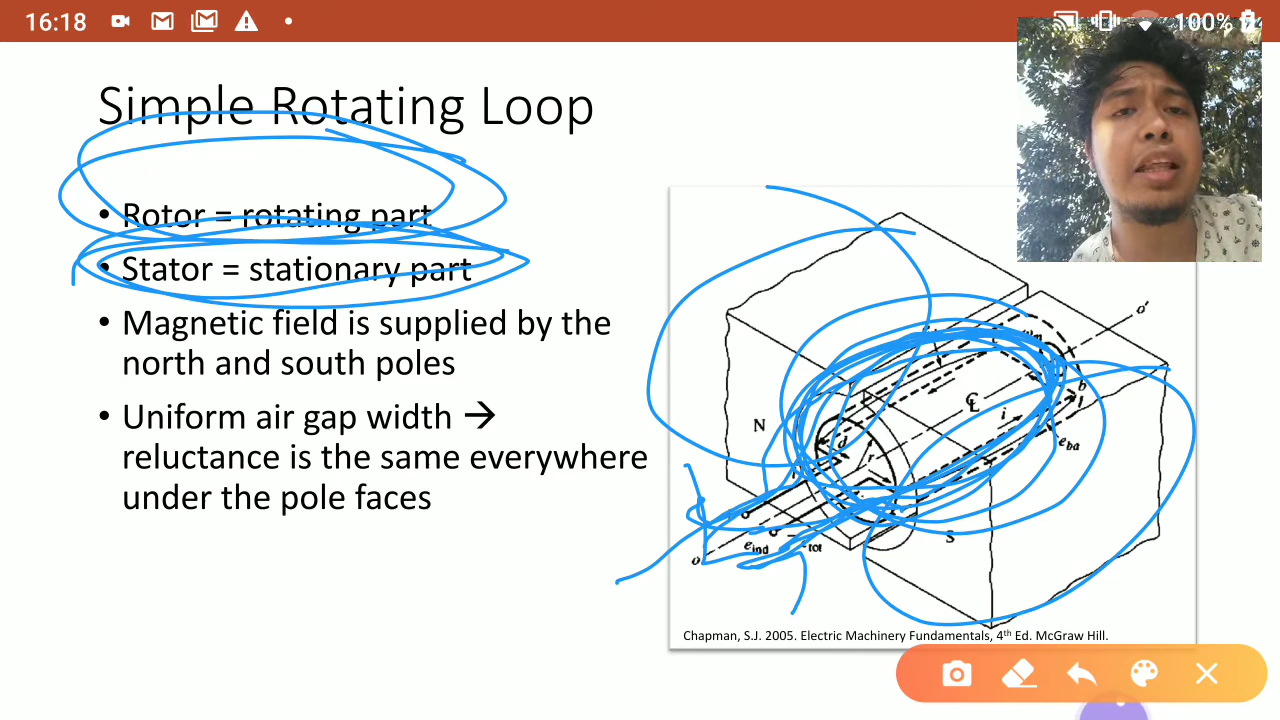 16:18
100%
Simple Rotating Loop
• Rotor = rotating part
• Stator = stationary part
• Magnetic field is supplied by the
north and south poles
• Uniform air gap width →
reluctance is the same everywhere
under the pole faces
o'
N
d
r
i
b
e_ba
S
e_ind
tot
o
Chapman, S.J. 2005. Electric Machinery Fundamentals, 4th Ed. McGraw Hill.